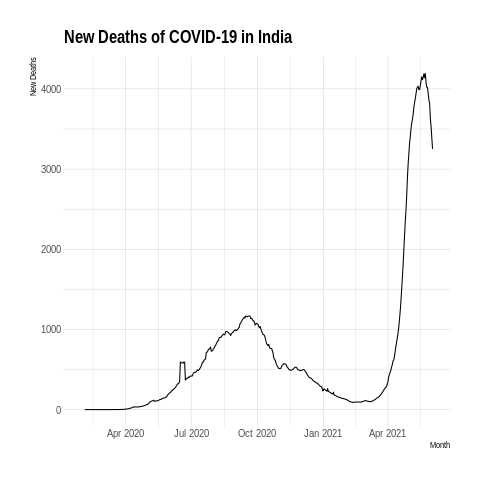 New Deaths of COVID-19 in India
New Deaths
4000
3000
2000
1000
0
Apr 2020 Jul 2020 Oct 2020 Jan 2021 Apr 2021
Month